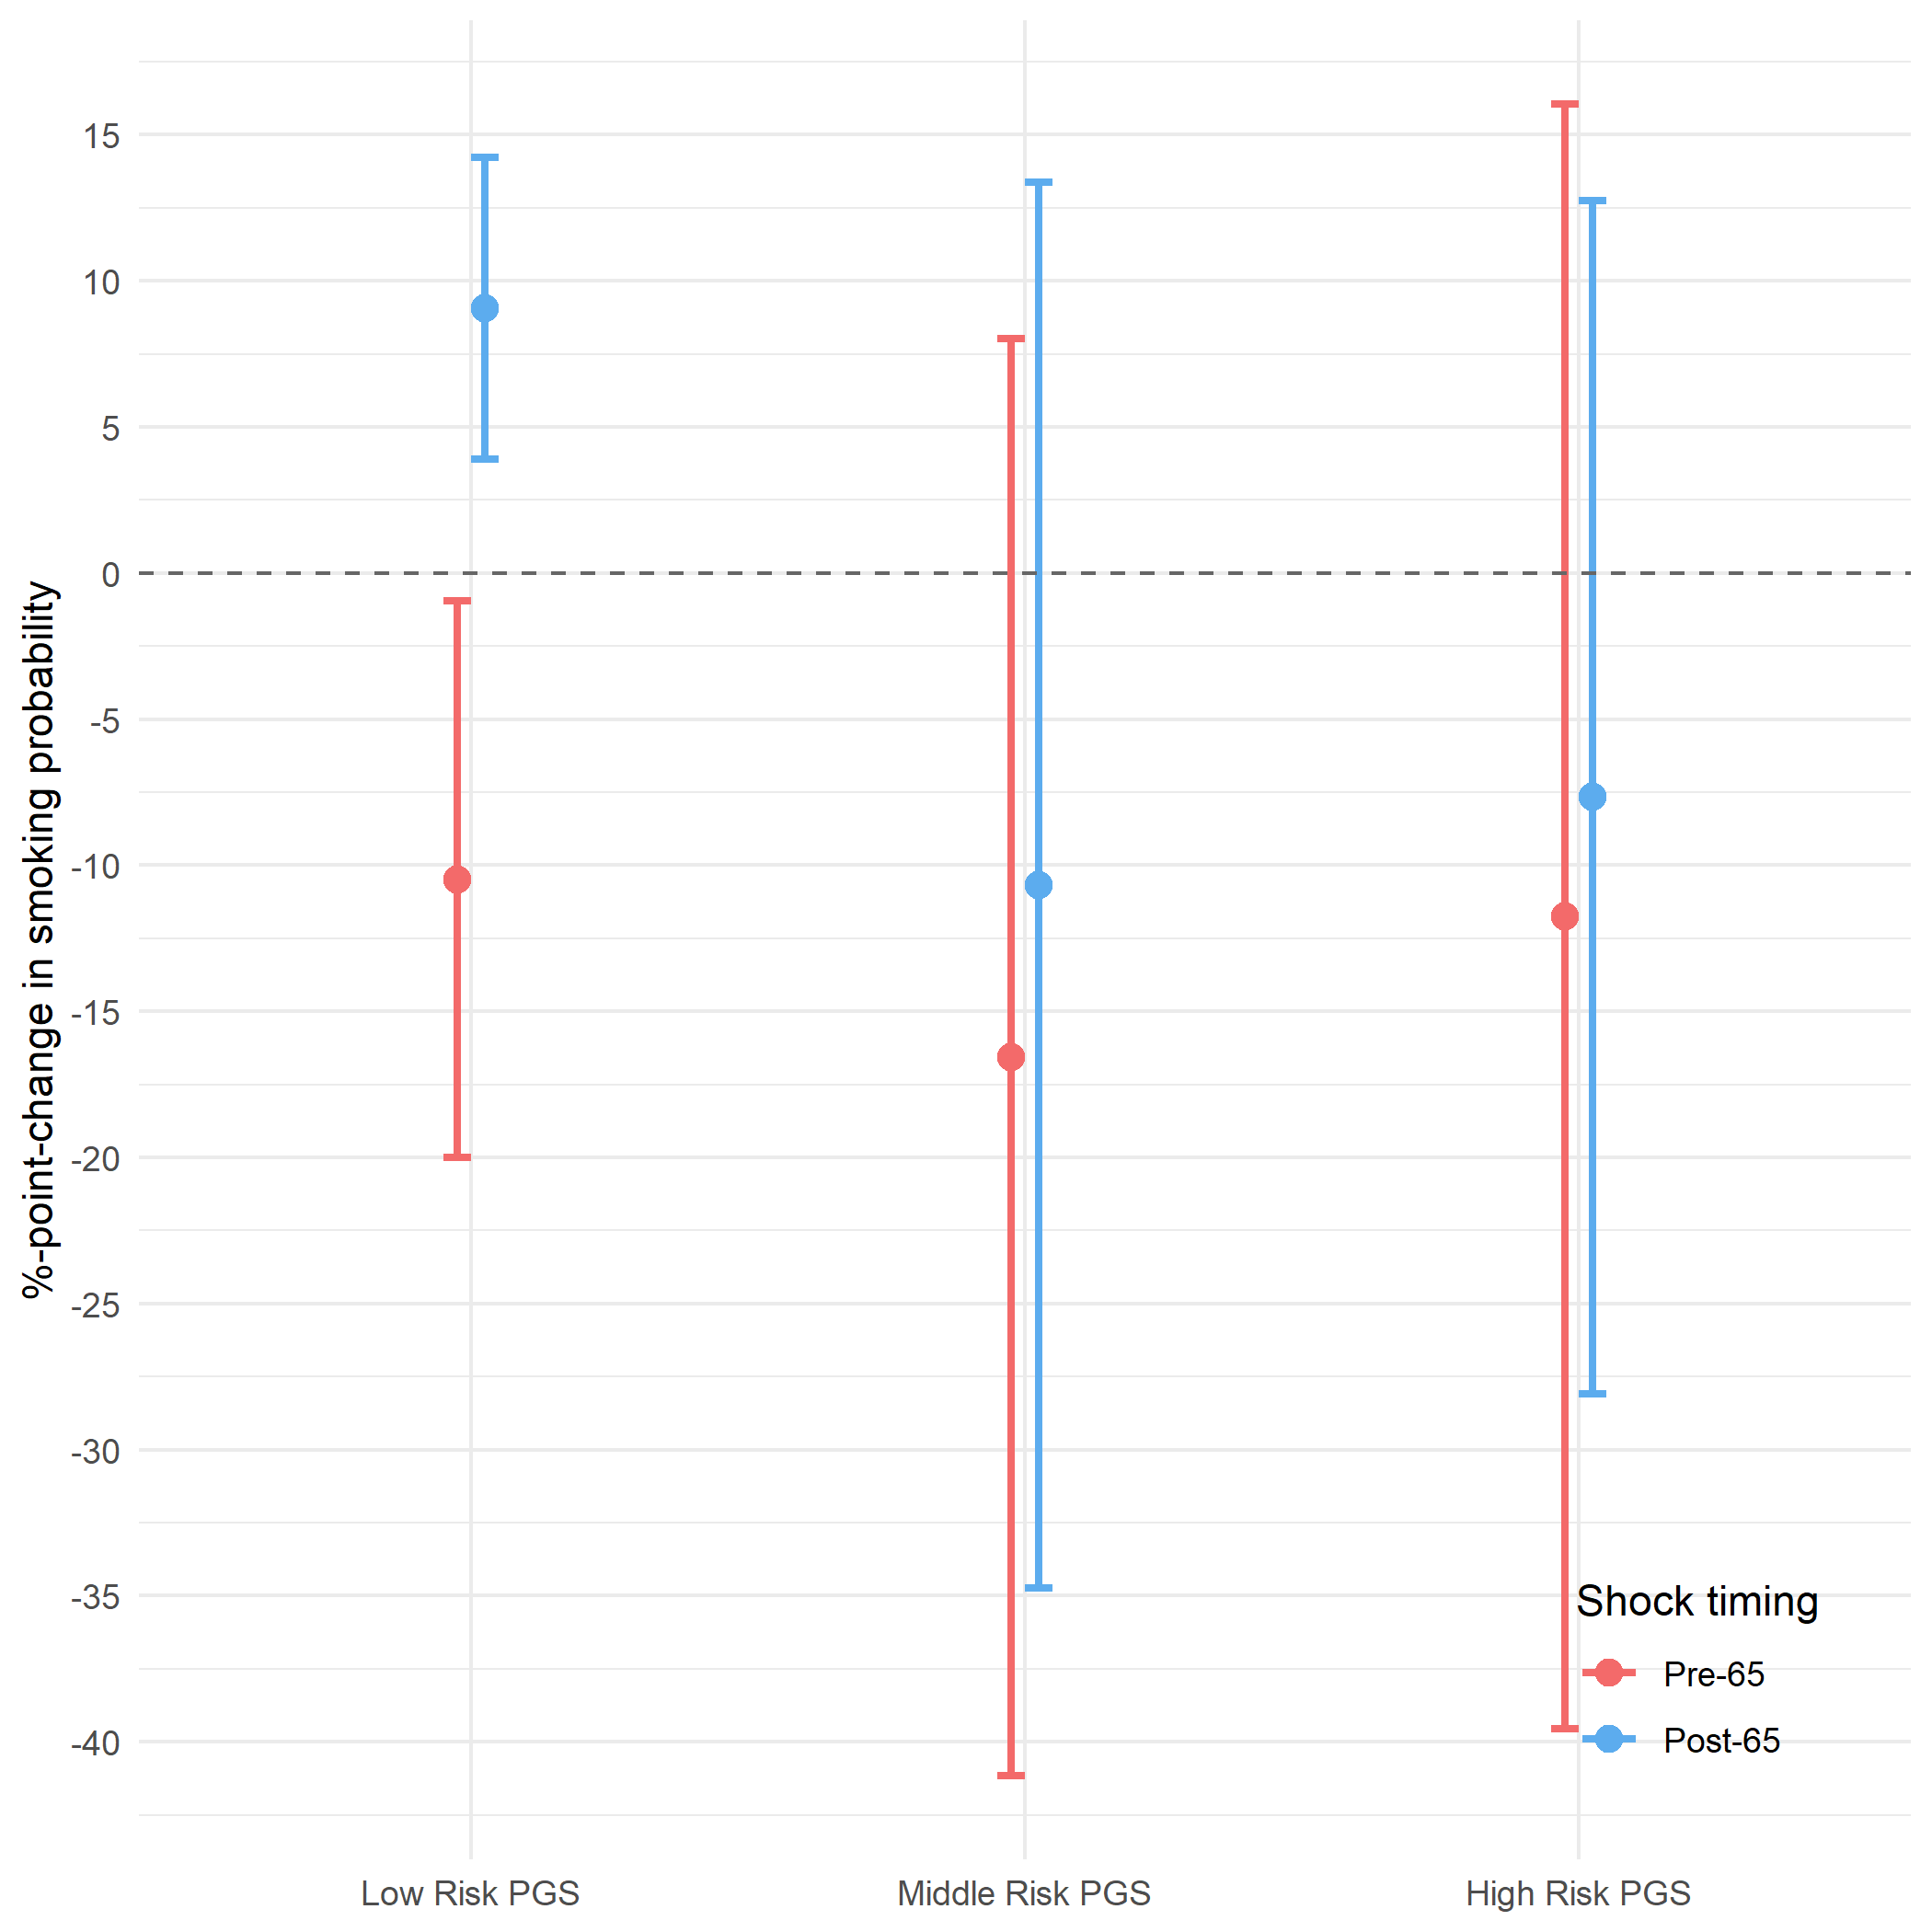 %-point-change in smoking probability
15
10
5
0
-5
-10
-15
-20
-25
-30
-35
-40
Shock timing
Pre-65
Post-65
Low Risk PGS
Middle Risk PGS
High Risk PGS